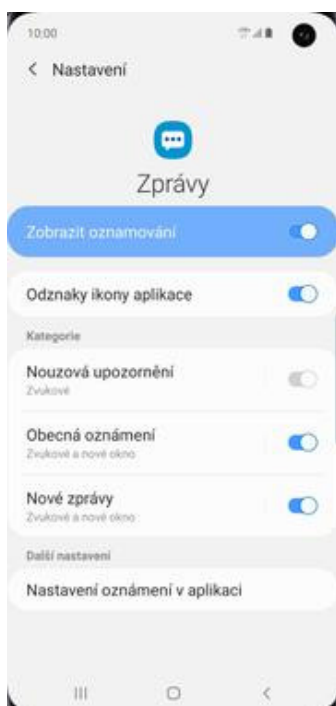 10:00
Nastavení
Zprávy
Zobrazit oznamování
Odznaky ikony aplikace
Kategorie
Nouzová upozornění
Zvukové
Obecná oznámení
Zvukové a nové okno
Nové zprávy
Zvukové a nové okno
Další nastavení
Nastavení oznámení v aplikaci